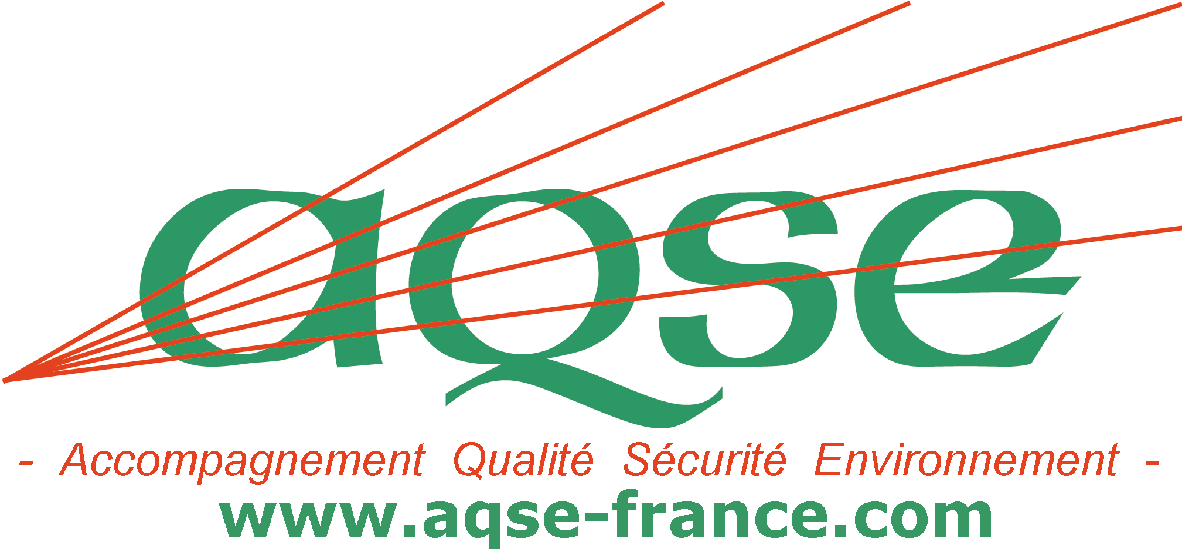 aQse
- Accompagnement Qualité Sécurité Environnement -
www.aqse-france.com